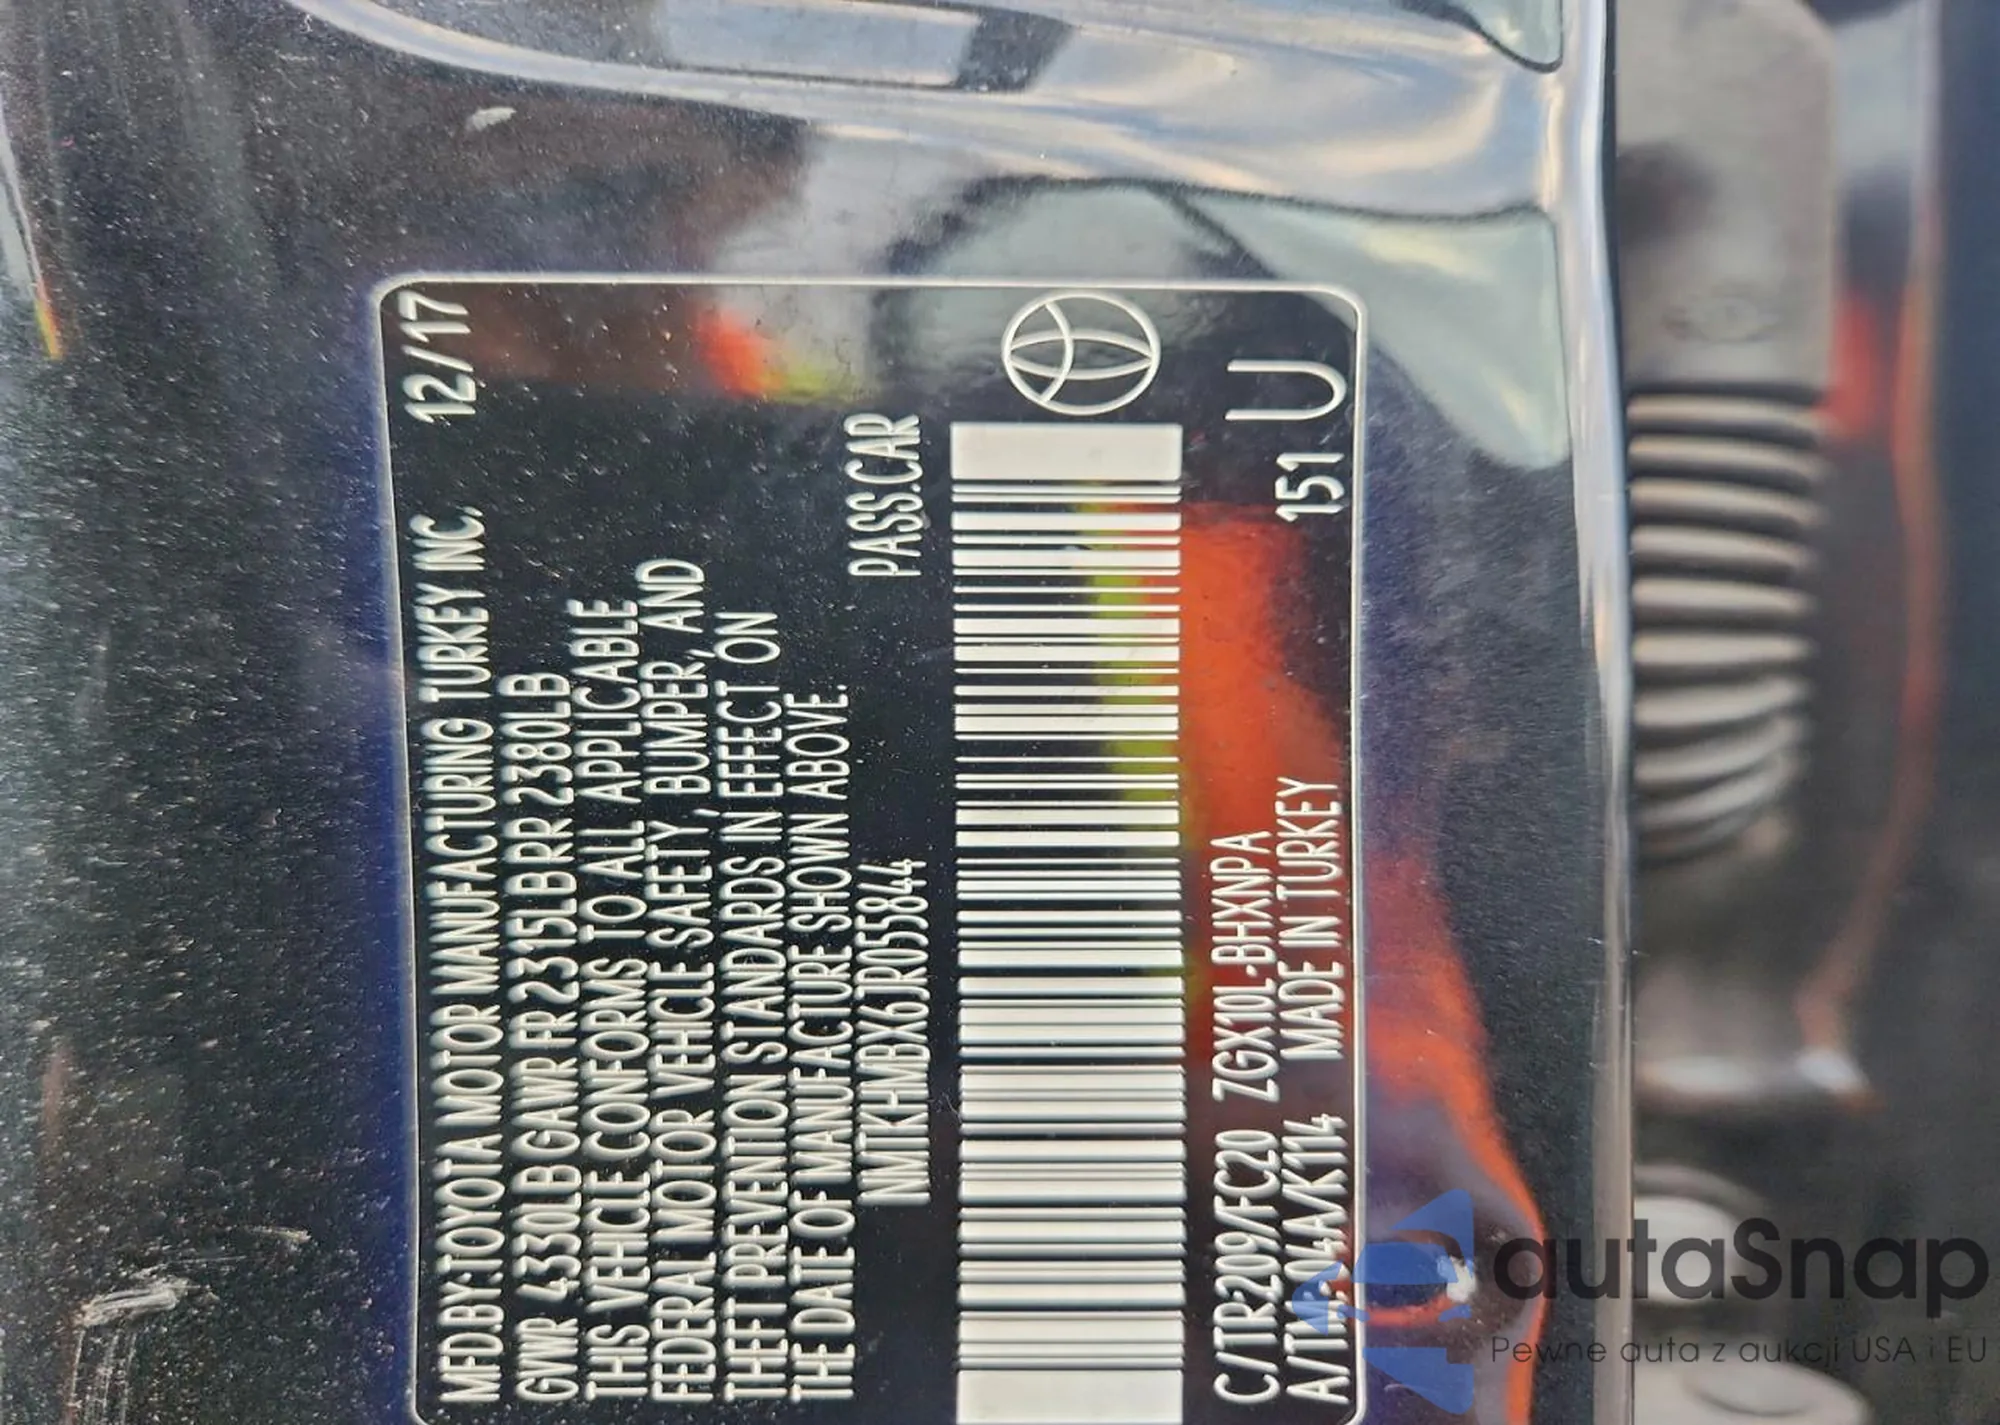 MFD.BY:TOYOTA MOTOR MANUFACTURING TURKEY INC. 12/17
GVWR 4330LB GAWR FR 2315LB RR 2380LB
THIS VEHICLE CONFORMS TO ALL APPLICABLE
FEDERAL MOTOR VEHICLE SAFETY, BUMPER, AND
THEFT PREVENTION STANDARDS IN EFFECT ON
THE DATE OF MANUFACTURE SHOWN ABOVE.
NMTKHMBX6JR055844 PASS.CAR
C/TR:209/FC20 ZGX10L-BHXNPA
A/TM:-04A/K114 MADE IN TURKEY 151 U
autaSnap
Pewne auta z aukcji USA i EU